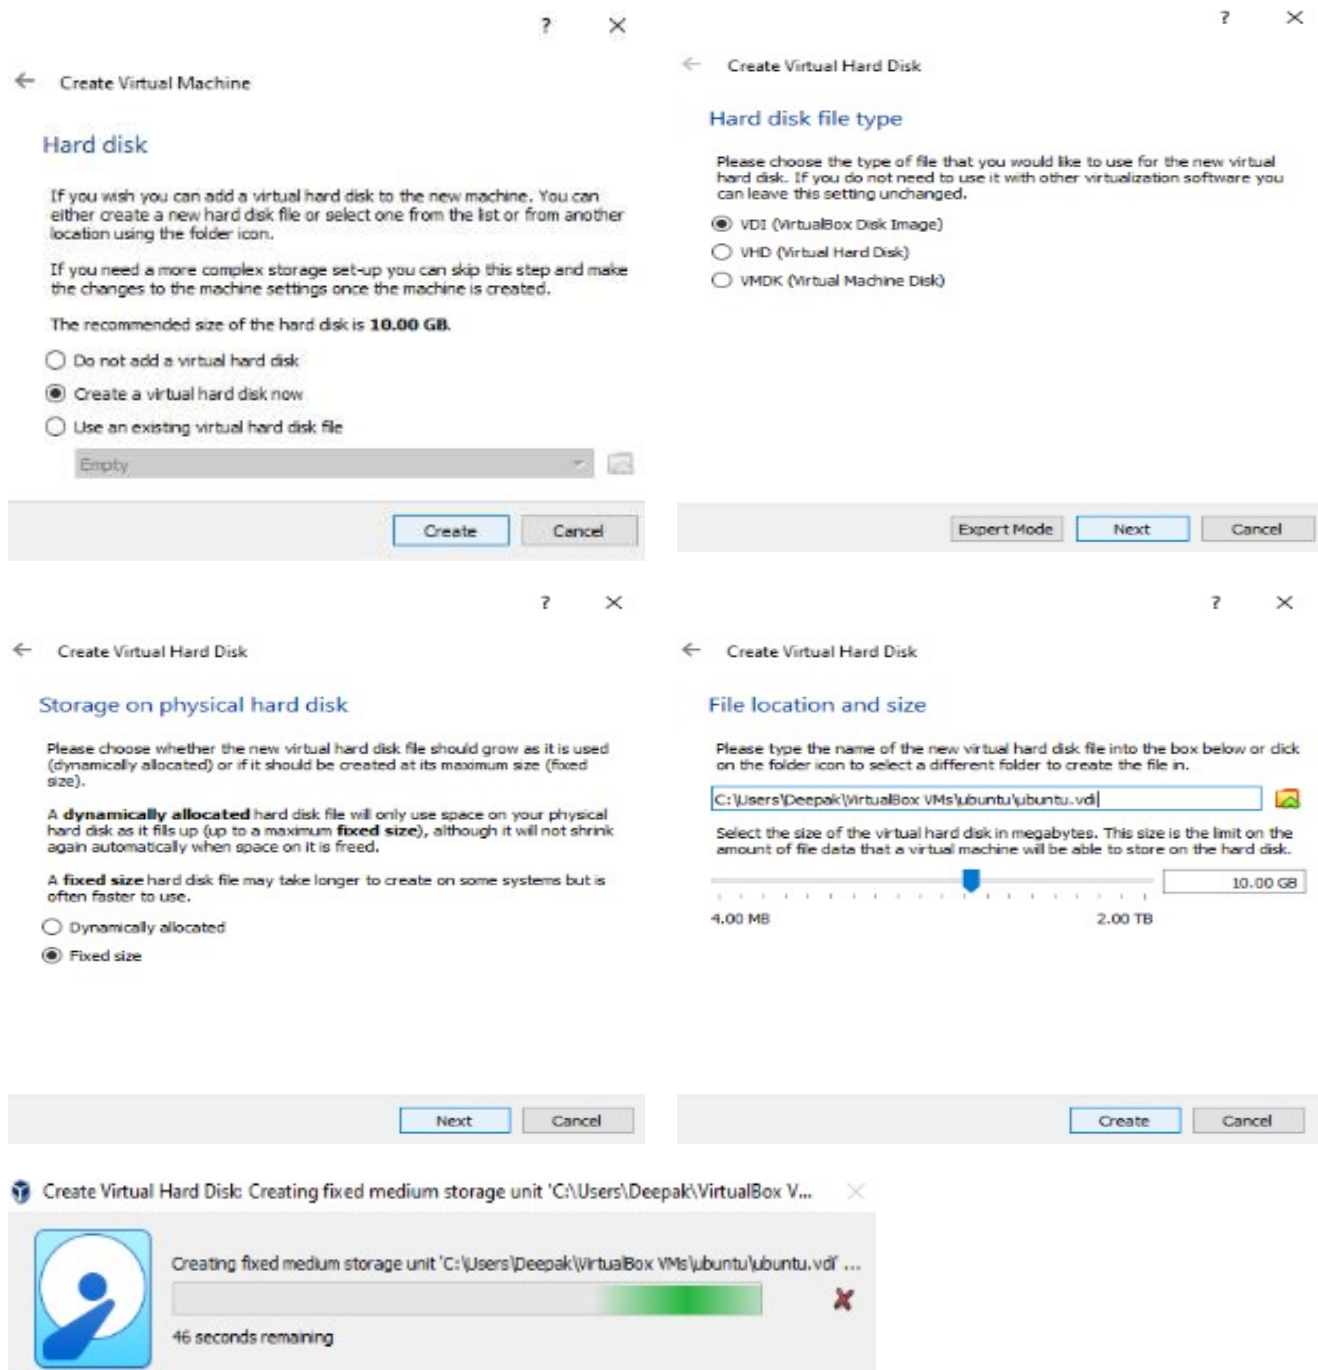 ?
Create Virtual Machine
Hard disk
If you wish you can add a virtual hard disk to the new machine. You can
either create a new hard disk file or select one from the list or from another
location using the folder icon.
If you need a more complex storage set-up you can skip this step and make
the changes to the machine settings once the machine is created.
The recommended size of the hard disk is 10.00 GB.
Do not add a virtual hard disk
Create a virtual hard disk now
Use an existing virtual hard disk file
Empty
Create Cancel
?
Create Virtual Hard Disk
Hard disk file type
Please choose the type of file that you would like to use for the new virtual
hard disk. If you do not need to use it with other virtualization software you
can leave this setting unchanged.
VDI (VirtualBox Disk Image)
VHD (Virtual Hard Disk)
VMDK (Virtual Machine Disk)
Expert Mode Next Cancel
?
Create Virtual Hard Disk
Storage on physical hard disk
Please choose whether the new virtual hard disk file should grow as it is used
(dynamically allocated) or if it should be created at its maximum size (fixed
size).
A dynamically allocated hard disk file will only use space on your physical
hard disk as it fills up (up to a maximum fixed size), although it will not shrink
again automatically when space on it is freed.
A fixed size hard disk file may take longer to create on some systems but is
often faster to use.
Dynamically allocated
Fixed size
Next Cancel
?
Create Virtual Hard Disk
File location and size
Please type the name of the new virtual hard disk file into the box below or click
on the folder icon to select a different folder to create the file in.
C:\Users\Deepak\VirtualBox VMs\ubuntu\ubuntu.vdi
Select the size of the virtual hard disk in megabytes. This size is the limit on the
amount of file data that a virtual machine will be able to store on the hard disk.
10.00 GB
4.00 MB 2.00 TB
Create Cancel
Create Virtual Hard Disk: Creating fixed medium storage unit 'C:\Users\Deepak\VirtualBox V...
Creating fixed medium storage unit 'C:\Users\Deepak\VirtualBox VMs\ubuntu\ubuntu.vdi' ...
46 seconds remaining